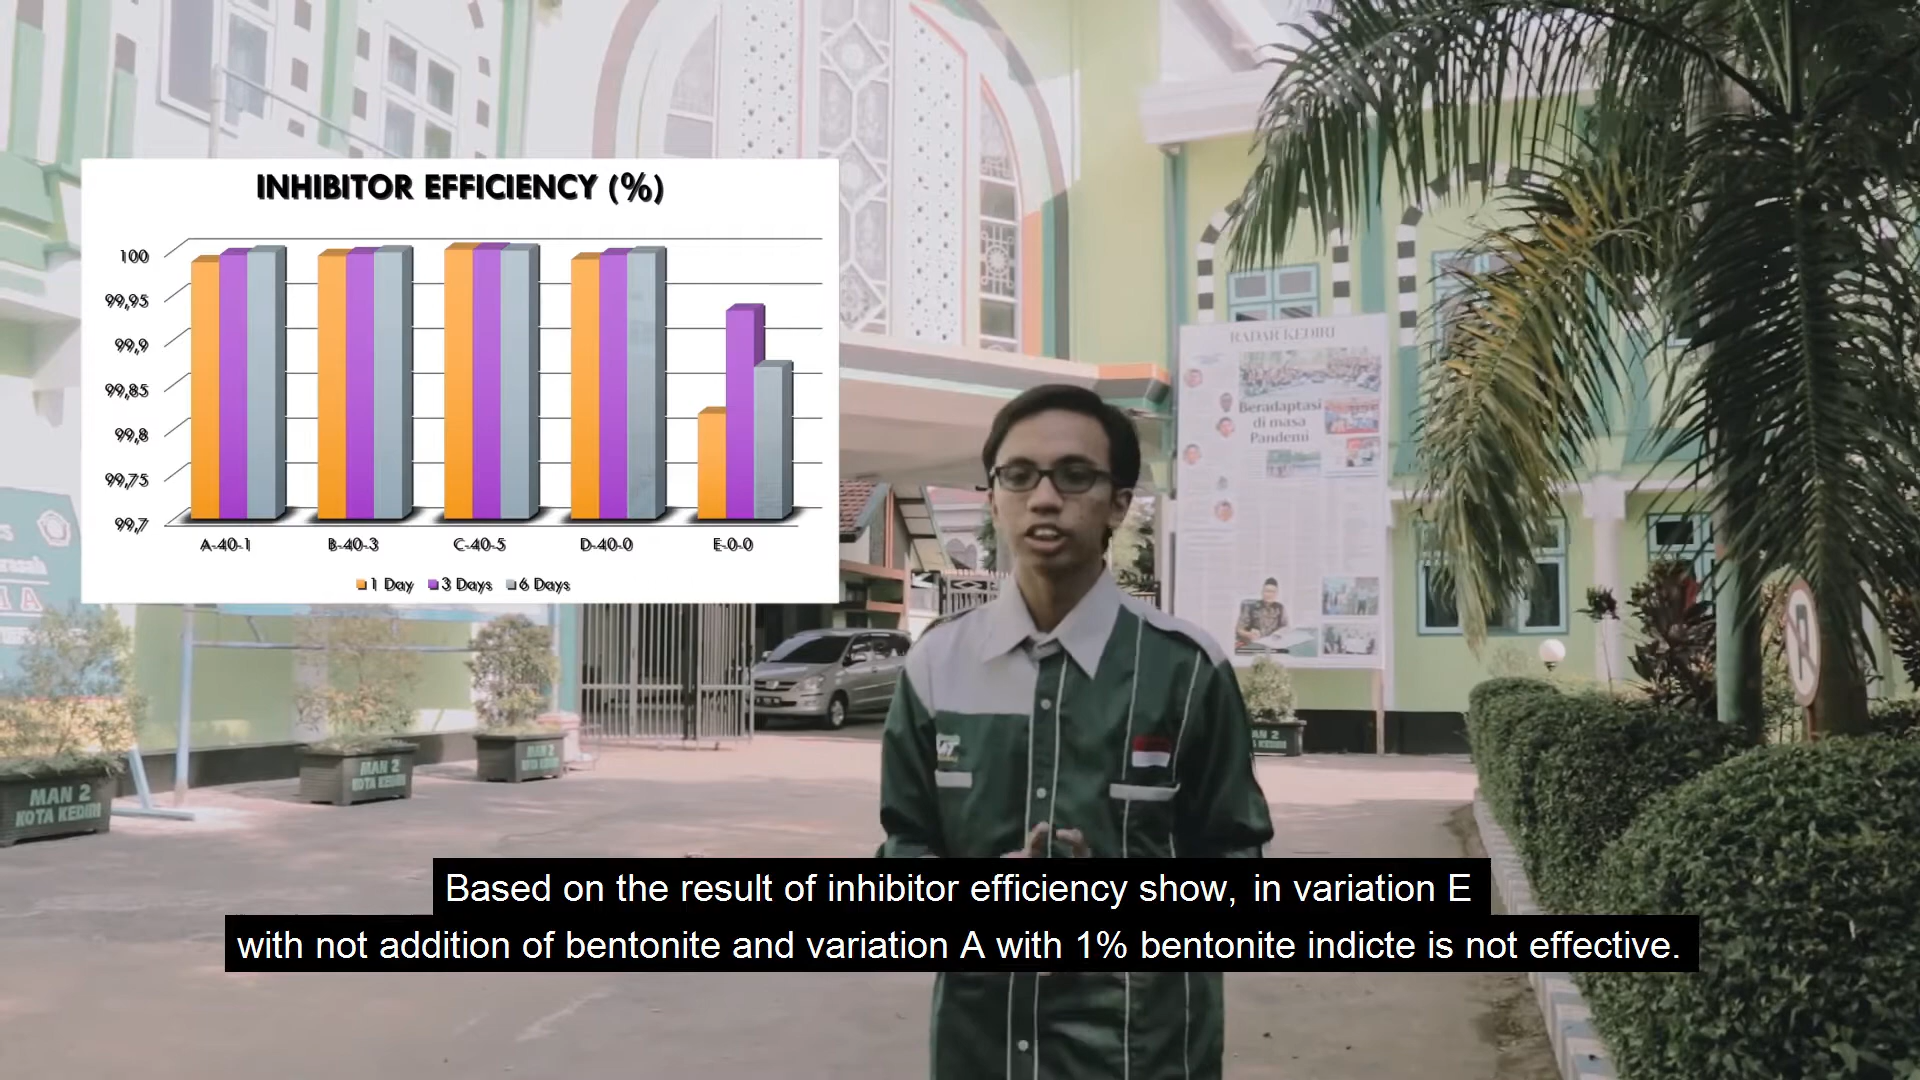 INHIBITOR EFFICIENCY (%)
100
99,95
99,9
99,85
99,8
99,75
99,7
A-40-1
B-40-3
C-40-5
D-40-0
E-0-0
1 Day
3 Days
6 Days
RADAR KEDIRI
Beradaptasi
di masa
Pandemi
MAN 2
KOTA KEDIRI
MAN 2
KOTA KEDIRI
MAN 2
Based on the result of inhibitor efficiency show, in variation E
with not addition of bentonite and variation A with 1% bentonite indicte is not effective.